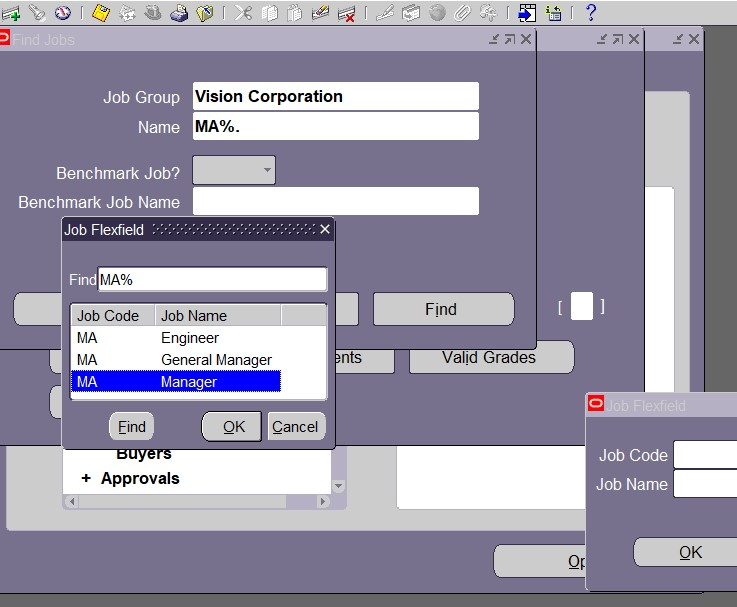 Find Jobs
Job Group Vision Corporation
Name MA%.
Benchmark Job?
Benchmark Job Name
Job Flexfield
Find MA%
Job Code Job Name
MA Engineer
MA General Manager
MA Manager
Find OK Cancel
Find
[ ]
Valid Grades
Buyers
+ Approvals
Job Flexfield
Job Code
Job Name
OK